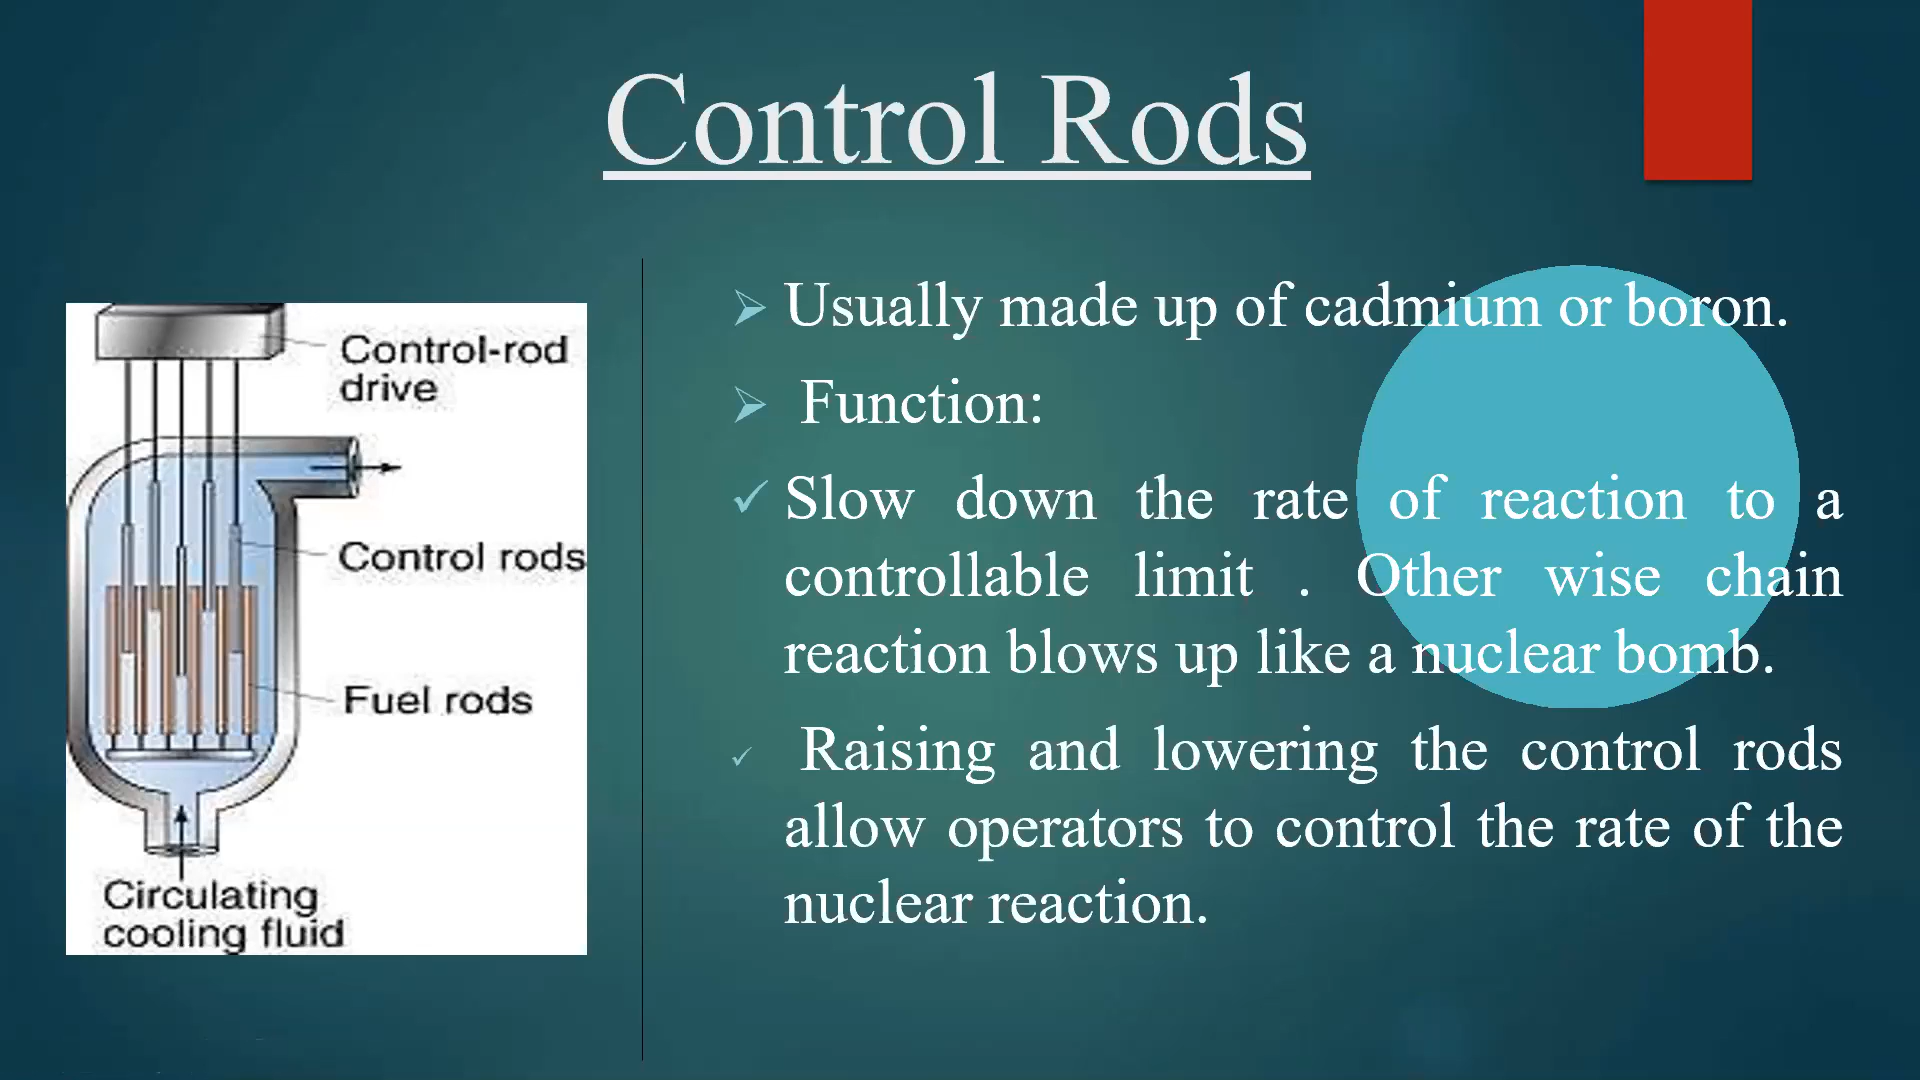 Control Rods
Control-rod
drive
Control rods
Fuel rods
Circulating
cooling fluid
Usually made up of cadmium or boron.
Function:
Slow down the rate of reaction to a
controllable limit . Other wise chain
reaction blows up like a nuclear bomb.
Raising and lowering the control rods
allow operators to control the rate of the
nuclear reaction.